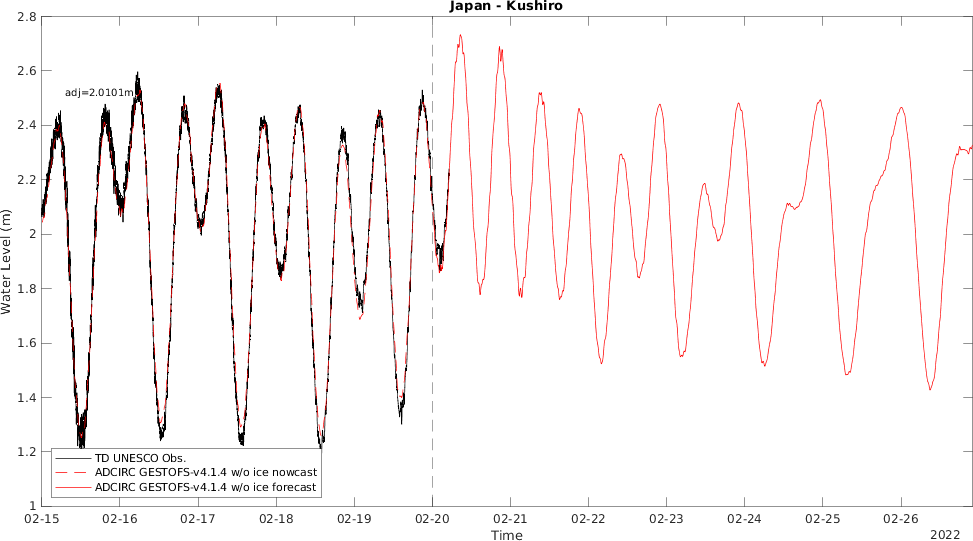 Japan - Kushiro
2.8
2.6
2.4
2.2
2
1.8
1.6
1.4
1.2
1
Water Level (m)
adj=2.0101m
TD UNESCO Obs.
ADCIRC GESTOFS-v4.1.4 w/o ice nowcast
ADCIRC GESTOFS-v4.1.4 w/o ice forecast
02-15 02-16 02-17 02-18 02-19 02-20 02-21 02-22 02-23 02-24 02-25 02-26
Time
2022